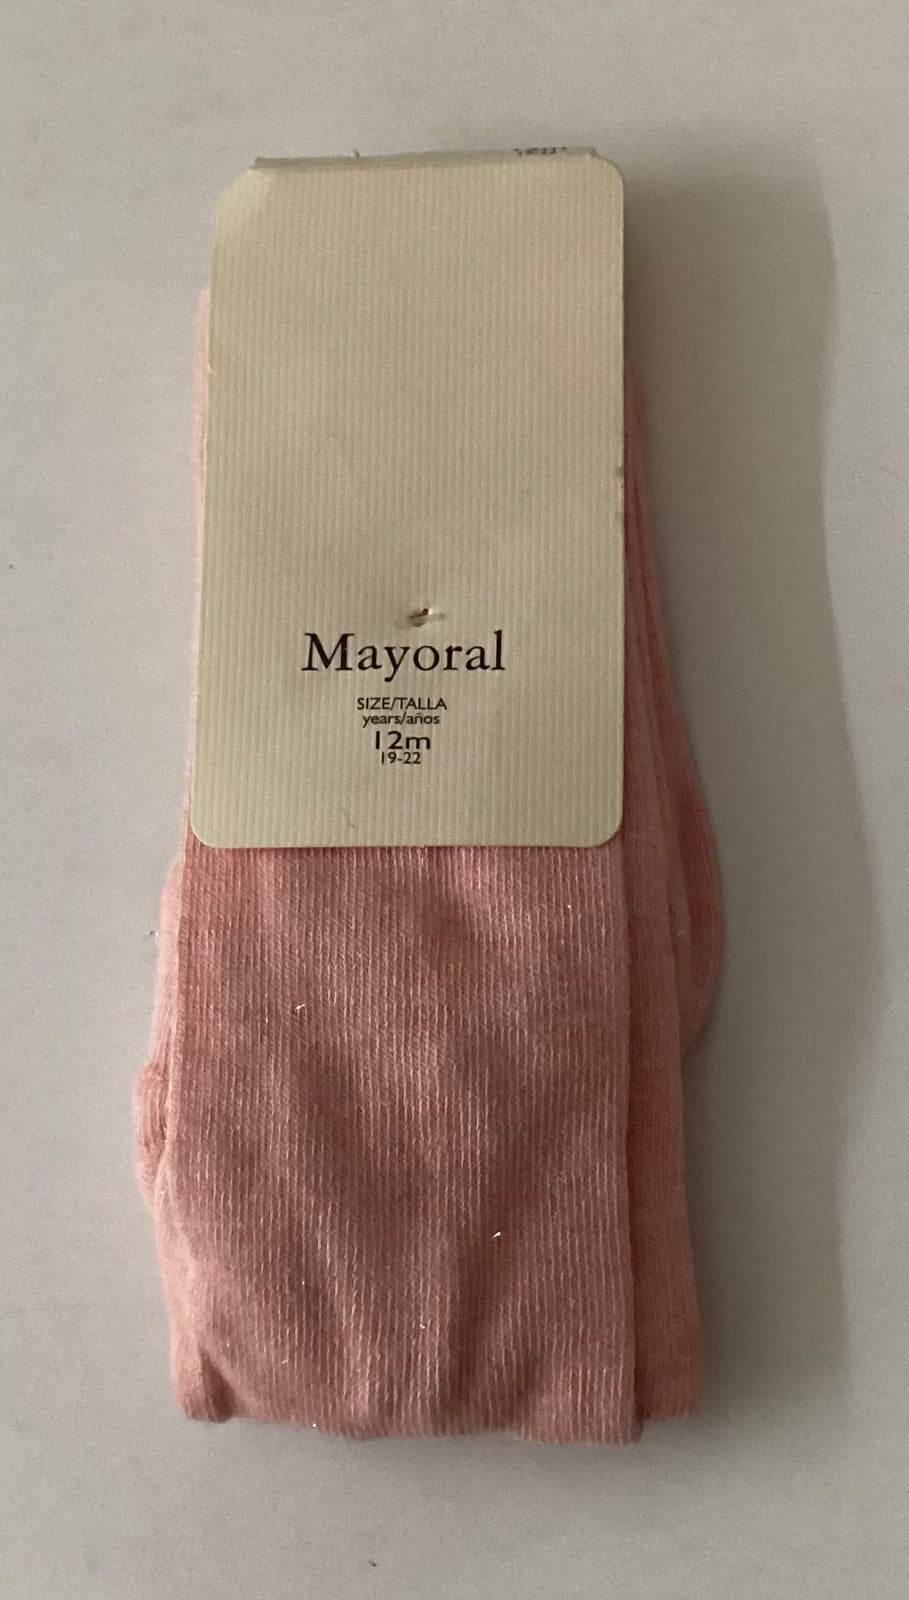 Mayoral
SIZE/TALLA
years/años
12m
19-22